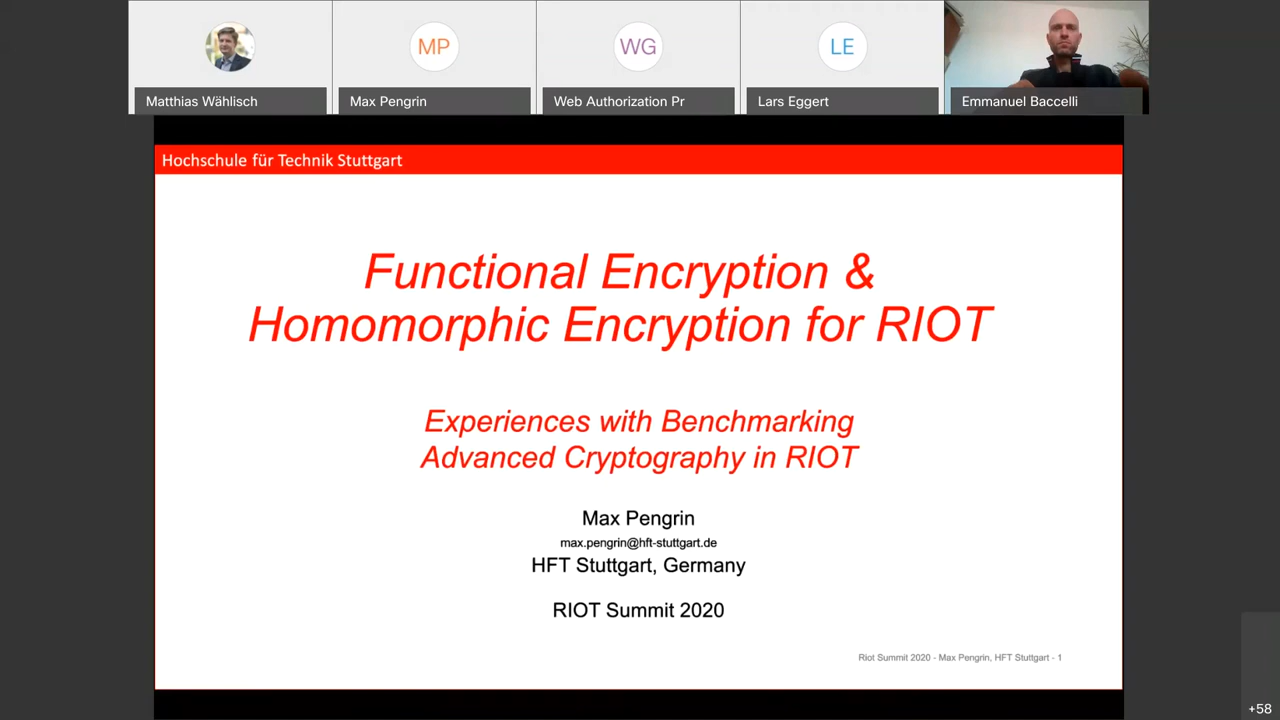 MP
WG
LE
Matthias Wählisch
Max Pengrin
Web Authorization Pr
Lars Eggert
Emmanuel Baccelli
Hochschule für Technik Stuttgart
Functional Encryption &
Homomorphic Encryption for RIOT
Experiences with Benchmarking
Advanced Cryptography in RIOT
Max Pengrin
max.pengrin@hft-stuttgart.de
HFT Stuttgart, Germany
RIOT Summit 2020
Riot Summit 2020 - Max Pengrin, HFT Stuttgart - 1
+58